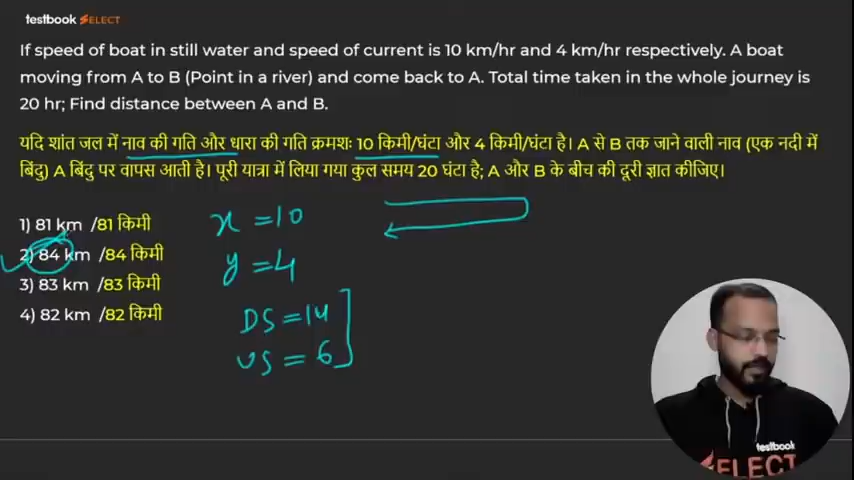 testbook SELECT
If speed of boat in still water and speed of current is 10 km/hr and 4 km/hr respectively. A boat
moving from A to B (Point in a river) and come back to A. Total time taken in the whole journey is
20 hr; Find distance between A and B.
यदि शांत जल में नाव की गति और धारा की गति क्रमशः 10 किमी/घंटा और 4 किमी/घंटा है। A से B तक जाने वाली नाव (एक नदी में
बिंदु) A बिंदु पर वापस आती है। पूरी यात्रा में लिया गया कुल समय 20 घंटा है; A और B के बीच की दूरी ज्ञात कीजिए।
1) 81 km /81 किमी
2) 84 km /84 किमी
3) 83 km /83 किमी
4) 82 km /82 किमी
x = 10
y = 4
DS = 14
US = 6
testbook
SELECT